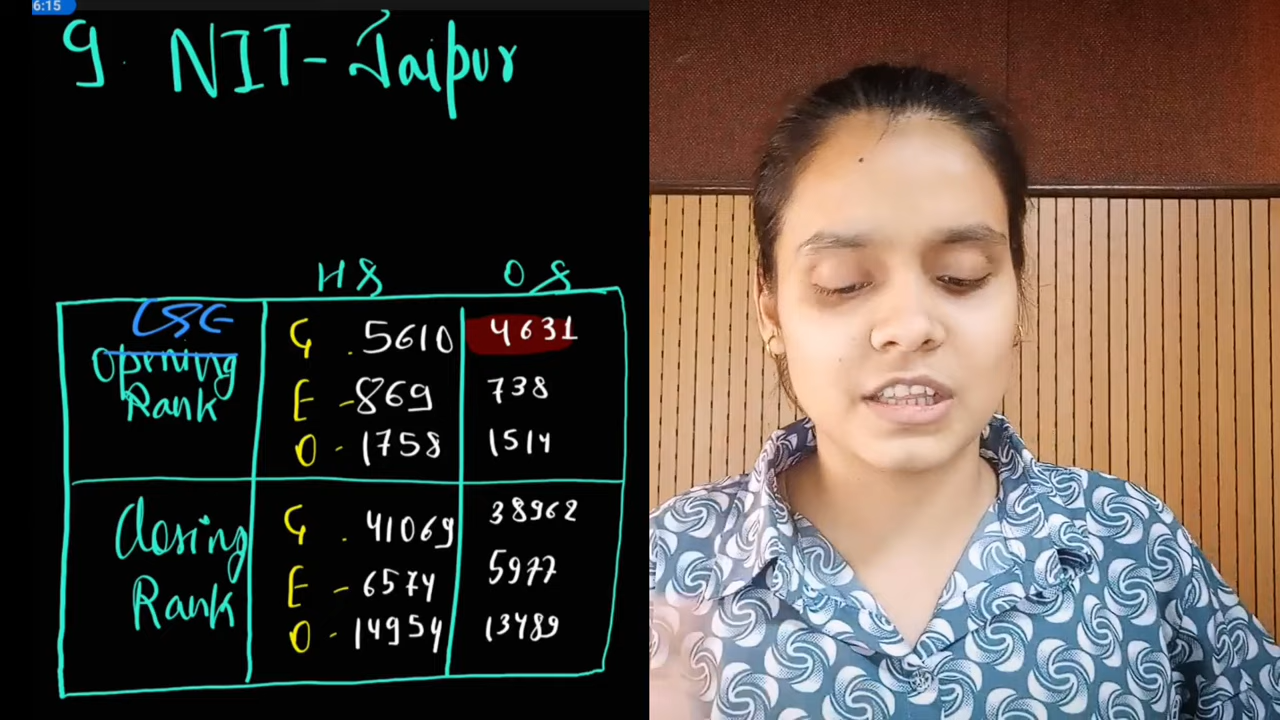 6:15
9. NIT-Jaipur
HS OS
CSE
Opening
Rank
G . 5610 4631
E - 869 738
O - 1758 1514
Closing
Rank
G . 41069 38962
E - 6574 5977
O - 14954 13489